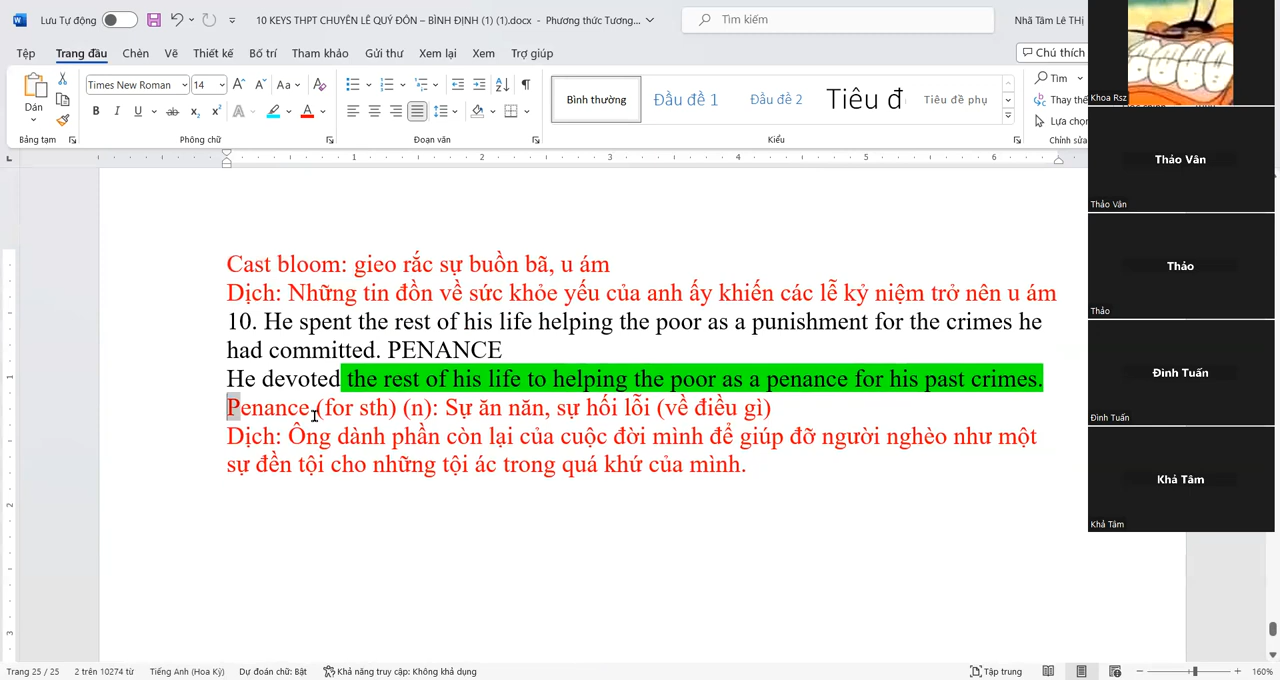 Lưu Tự động
10 KEYS THPT CHUYÊN LÊ QUÝ ĐÔN – BÌNH ĐỊNH (1) (1).docx - Phương thức Tương...
Tìm kiếm
Nhã Tâm Lê THị
Tệp Trang đầu Chèn Vẽ Thiết kế Bố trí Tham khảo Gửi thư Xem lại Xem Trợ giúp
Chú thích
Dán
Times New Roman 14
Bình thường Đầu đề 1 Đầu đề 2 Tiêu đ Tiêu đề phụ
Tìm
Thay thế
Lựa chọn
Bảng tạm Phông chữ Đoạn văn Kiểu Chỉnh sửa
1 2 3 4 5 6
Cast bloom: gieo rắc sự buồn bã, u ám
Dịch: Những tin đồn về sức khỏe yếu của anh ấy khiến các lễ kỷ niệm trở nên u ám
10. He spent the rest of his life helping the poor as a punishment for the crimes he
had committed. PENANCE
He devoted the rest of his life to helping the poor as a penance for his past crimes.
Penance (for sth) (n): Sự ăn năn, sự hối lỗi (về điều gì)
Dịch: Ông dành phần còn lại của cuộc đời mình để giúp đỡ người nghèo như một
sự đền tội cho những tội ác trong quá khứ của mình.
Khoa Rsz
Thảo Vân
Thảo Vân
Thảo
Thảo
Đình Tuấn
Đình Tuấn
Khả Tâm
Khả Tâm
Trang 25 / 25 2 trên 10274 từ Tiếng Anh (Hoa Kỳ) Dự đoán chữ: Bật Khả năng truy cập: Không khả dụng
Tập trung 160%